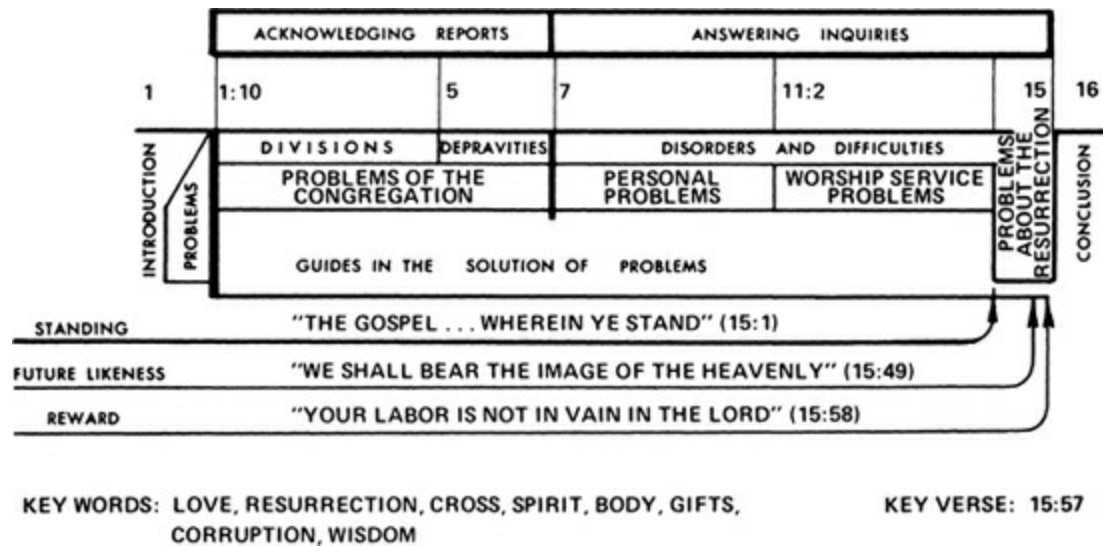 ACKNOWLEDGING REPORTS
ANSWERING INQUIRIES
1
1:10
5
7
11:2
15
16
DIVISIONS
DEPRAVITIES
DISORDERS AND DIFFICULTIES
PROBLEMS OF THE
CONGREGATION
PERSONAL
PROBLEMS
WORSHIP SERVICE
PROBLEMS
INTRODUCTION
PROBLEMS
PROBLEMS
ABOUT THE
RESURRECTION
CONCLUSION
GUIDES IN THE SOLUTION OF PROBLEMS
STANDING
"THE GOSPEL ... WHEREIN YE STAND" (15:1)
FUTURE LIKENESS
"WE SHALL BEAR THE IMAGE OF THE HEAVENLY" (15:49)
REWARD
"YOUR LABOR IS NOT IN VAIN IN THE LORD" (15:58)
KEY WORDS: LOVE, RESURRECTION, CROSS, SPIRIT, BODY, GIFTS,
CORRUPTION, WISDOM
KEY VERSE: 15:57